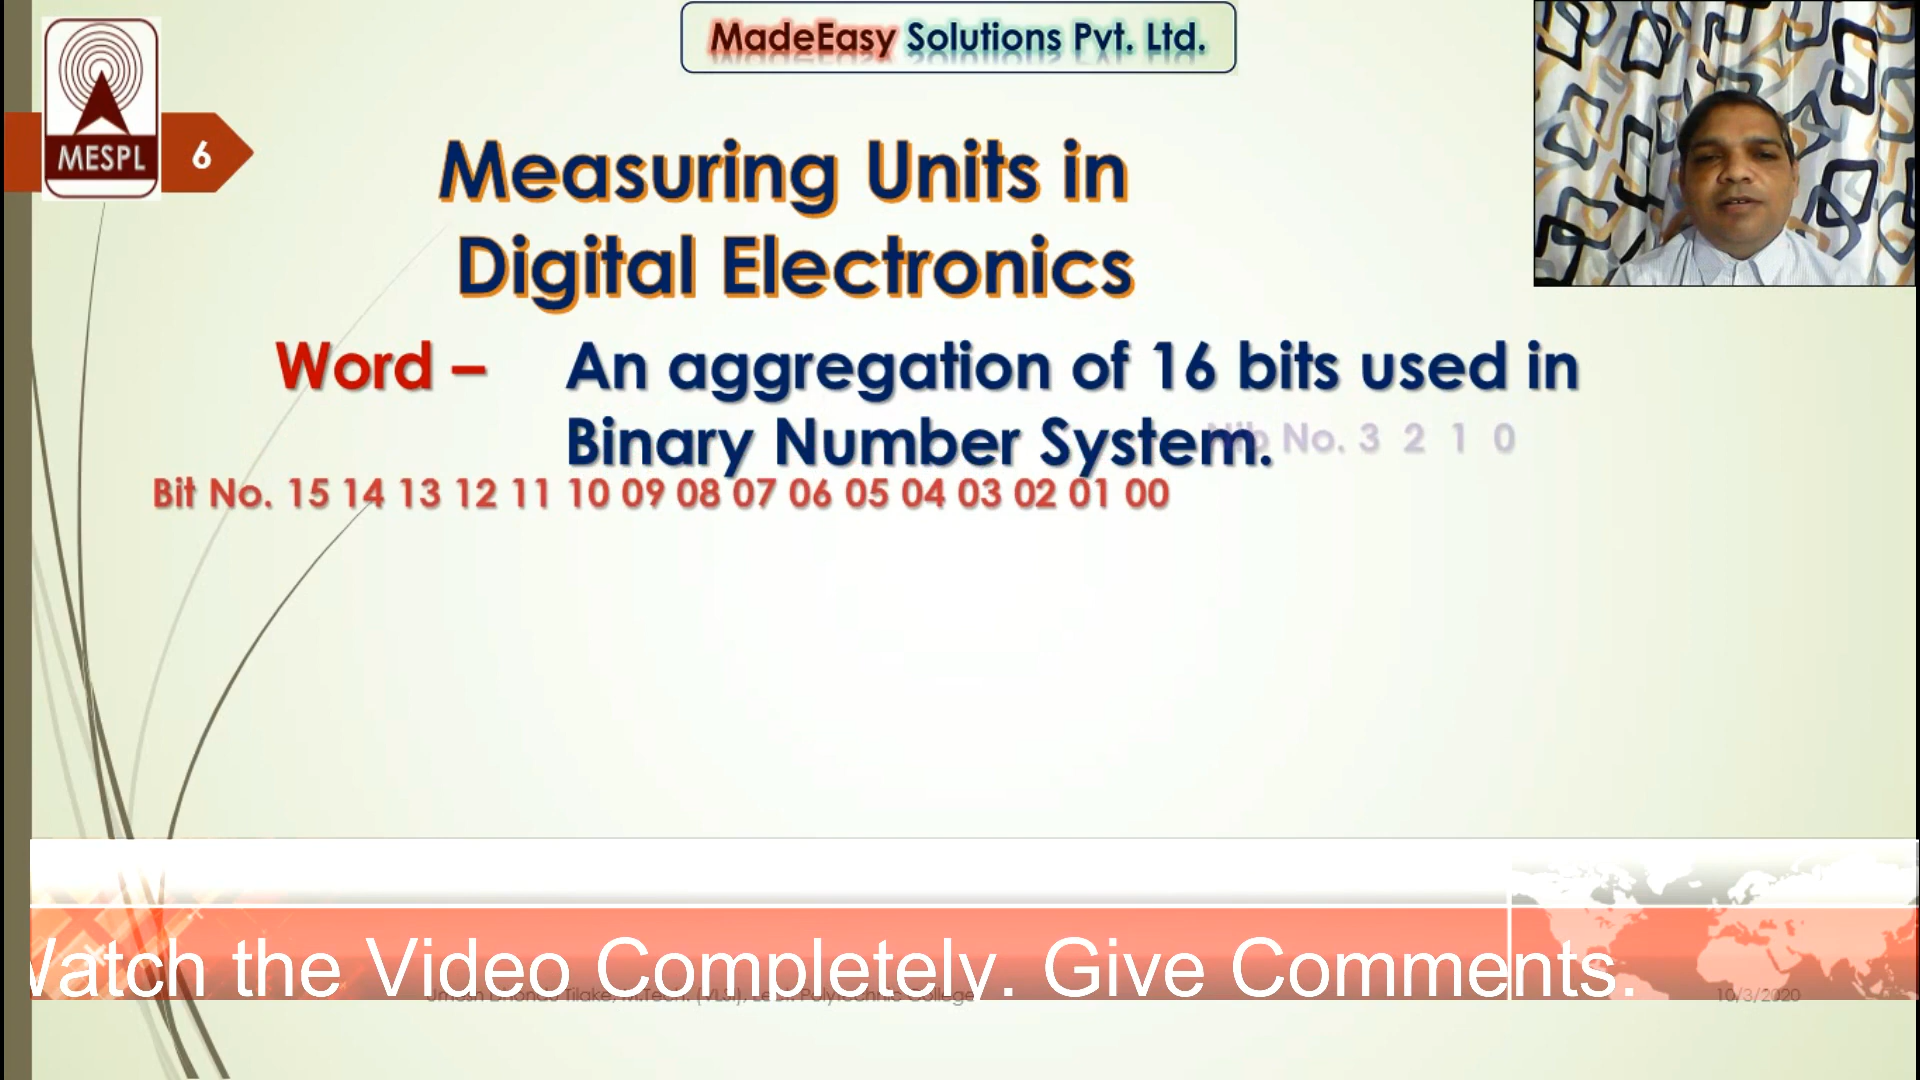 MadeEasy Solutions Pvt. Ltd.
MESPL
6
Measuring Units in
Digital Electronics
Word – An aggregation of 16 bits used in
Binary Number System.
Nib No. 3 2 1 0
Bit No. 15 14 13 12 11 10 09 08 07 06 05 04 03 02 01 00
Watch the Video Completely. Give Comments.
10/3/2020